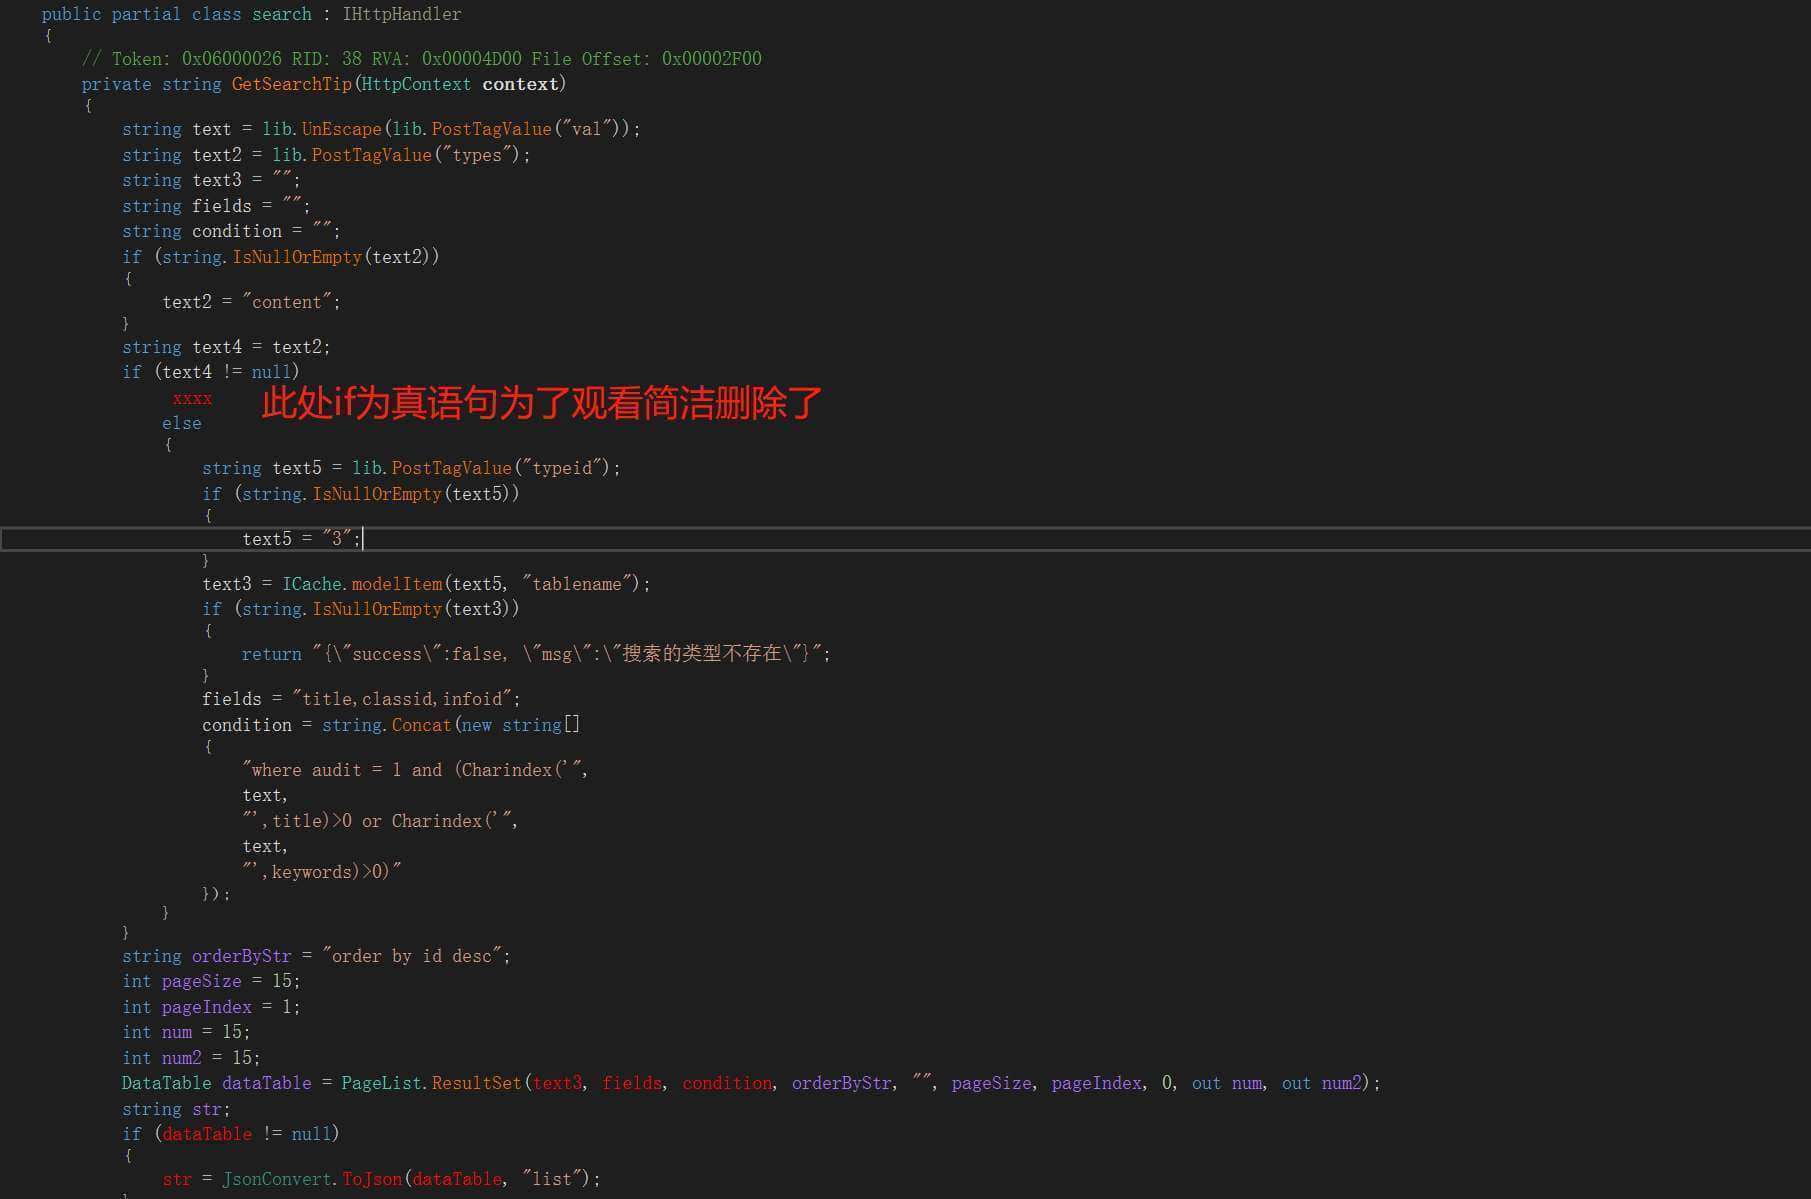 public partial class search : IHttpHandler
{
// Token: 0x06000026 RID: 38 RVA: 0x00004D00 File Offset: 0x00002F00
private string GetSearchTip(HttpContext context)
{
string text = lib.UnEscape(lib.PostTagValue("val"));
string text2 = lib.PostTagValue("types");
string text3 = "";
string fields = "";
string condition = "";
if (string.IsNullOrEmpty(text2))
{
text2 = "content";
}
string text4 = text2;
if (text4 != null)
xxxx 此处if为真语句为了观看简洁删除了
else
{
string text5 = lib.PostTagValue("typeid");
if (string.IsNullOrEmpty(text5))
{
text5 = "3";
}
text3 = ICache.modelItem(text5, "tablename");
if (string.IsNullOrEmpty(text3))
{
return "{\"success\":false, \"msg\":\"搜素的类型不存在\"}";
}
fields = "title,classid,infoid";
condition = string.Concat(new string[]
{
"where audit = 1 and (Charindex('",
text,
"',title)>0 or Charindex('",
text,
"',keywords)>0)"
});
}
}
string orderByStr = "order by id desc";
int pageSize = 15;
int pageIndex = 1;
int num = 15;
int num2 = 15;
DataTable dataTable = PageList.ResultSet(text3, fields, condition, orderByStr, "", pageSize, pageIndex, 0, out num, out num2);
string str;
if (dataTable != null)
{
str = JsonConvert.ToJson(dataTable, "list");
}